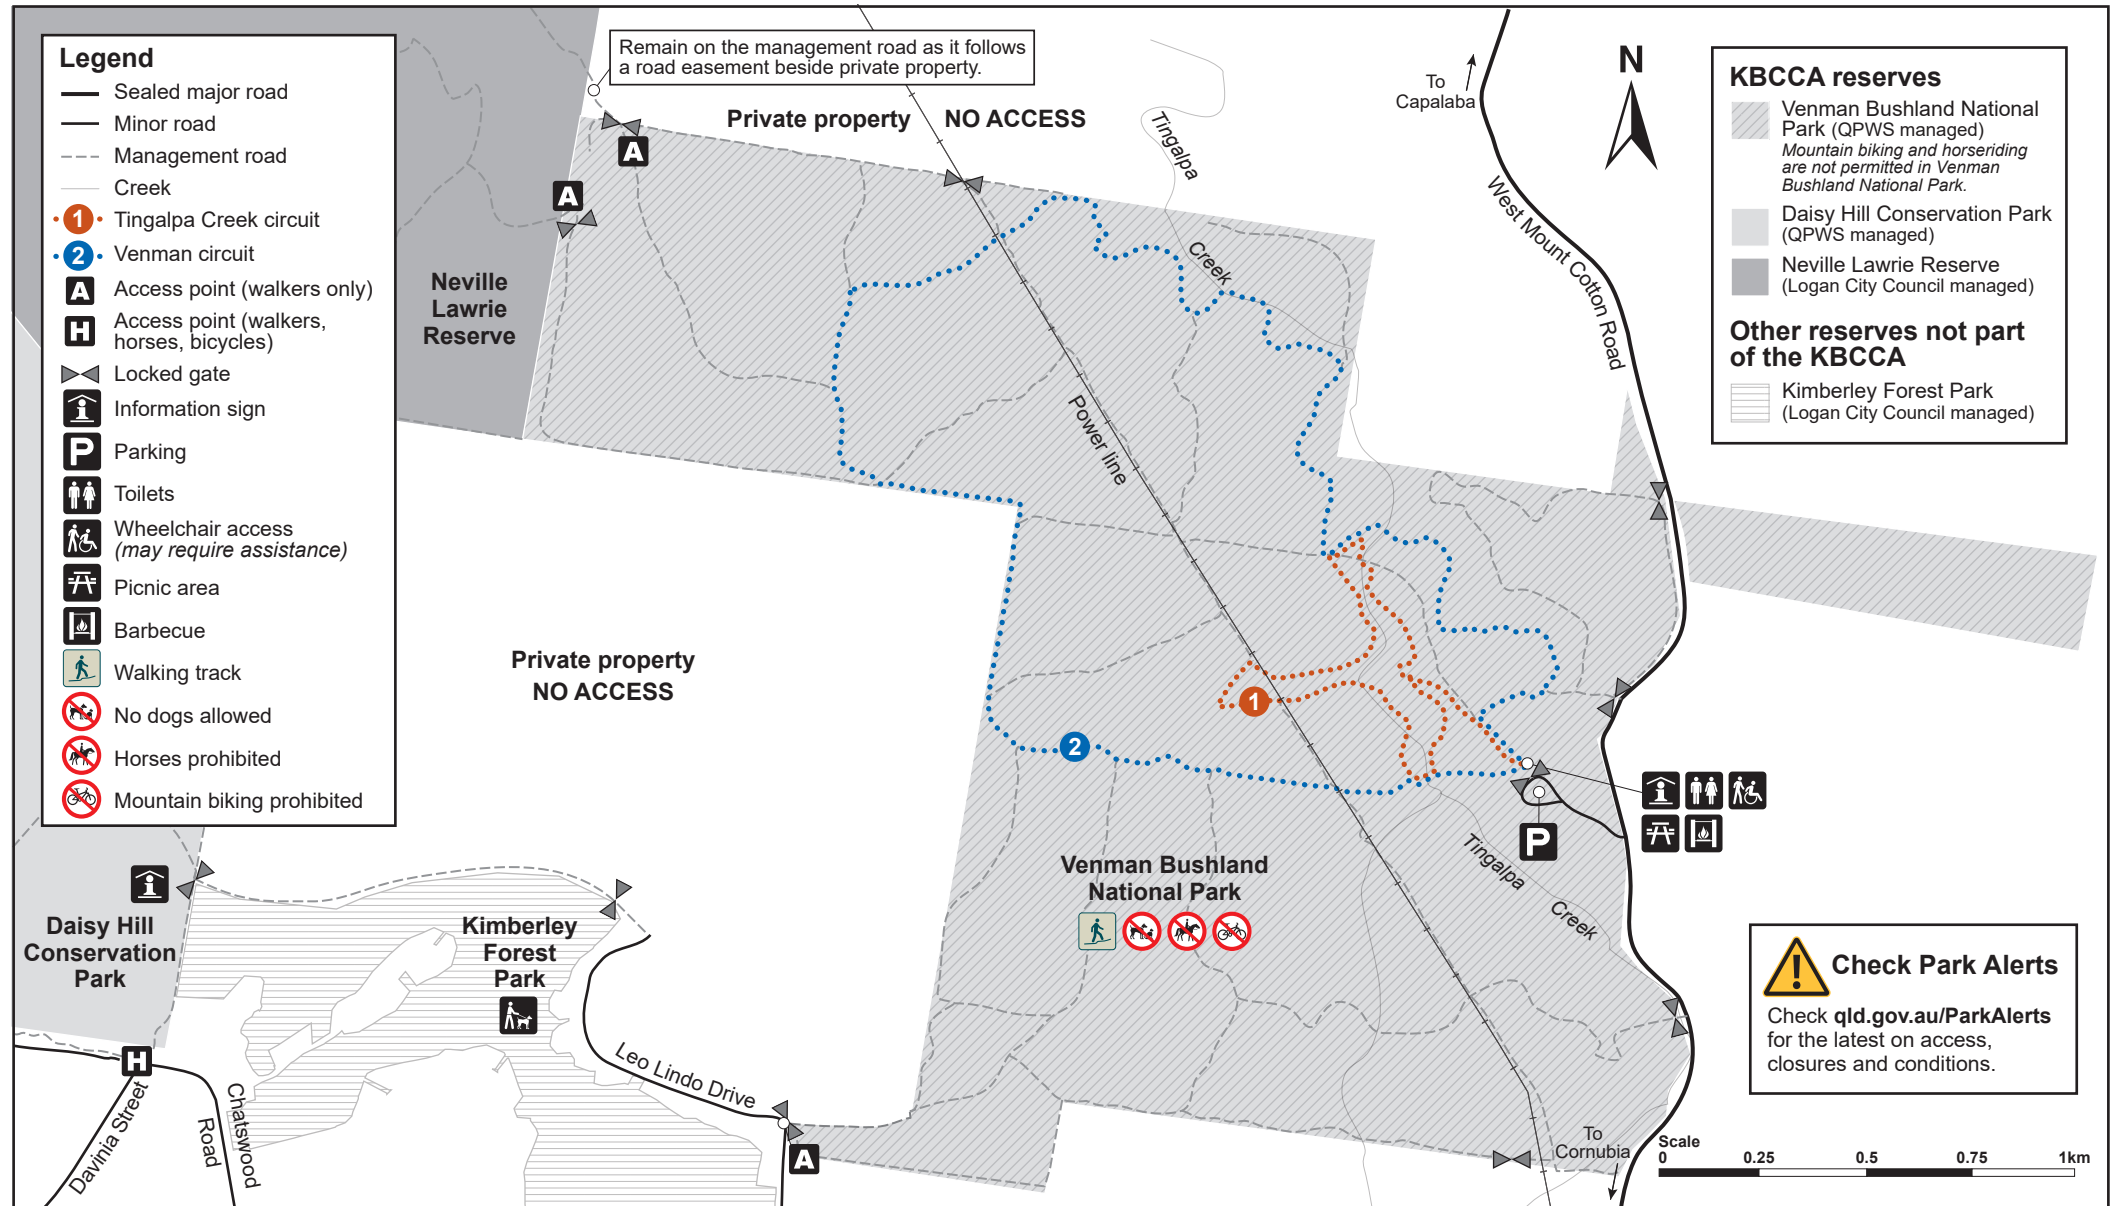 Legend
Sealed major road
Minor road
Management road
Creek
1 Tingalpa Creek circuit
2 Venman circuit
A Access point (walkers only)
H Access point (walkers,
horses, bicycles)
Locked gate
Information sign
P Parking
Toilets
Wheelchair access
(may require assistance)
Picnic area
Barbecue
Walking track
No dogs allowed
Horses prohibited
Mountain biking prohibited
Remain on the management road as it follows
a road easement beside private property.
Private property NO ACCESS
A
A
Neville
Lawrie
Reserve
Tingalpa
Creek
To
Capalaba
N
West Mount Cotton Road
KBCCA reserves
Venman Bushland National
Park (QPWS managed)
Mountain biking and horseriding
are not permitted in Venman
Bushland National Park.
Daisy Hill Conservation Park
(QPWS managed)
Neville Lawrie Reserve
(Logan City Council managed)
Other reserves not part
of the KBCCA
Kimberley Forest Park
(Logan City Council managed)
Power line
Private property
NO ACCESS
1
2
P
Tingalpa
Creek
Venman Bushland
National Park
Daisy Hill
Conservation
Park
Kimberley
Forest
Park
H
Davinia Street
Chatswood
Road
Leo Lindo Drive
A
To
Cornubia
Check Park Alerts
Check qld.gov.au/ParkAlerts
for the latest on access,
closures and conditions.
Scale
0 0.25 0.5 0.75 1km